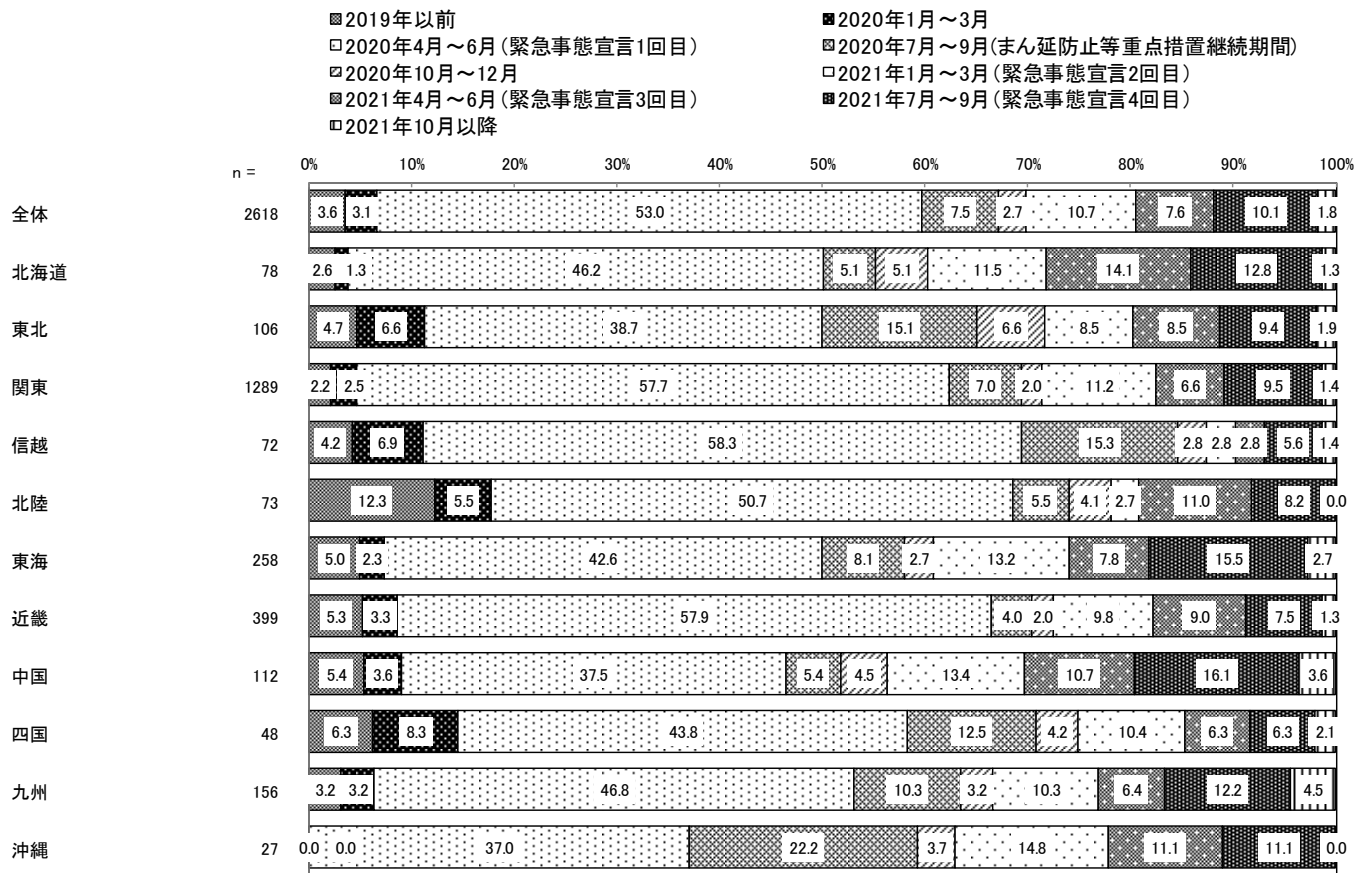 2019年以前 2020年1月～3月
2020年4月～6月(緊急事態宣言1回目) 2020年7月～9月(まん延防止等重点措置継続期間)
2020年10月～12月 2021年1月～3月(緊急事態宣言2回目)
2021年4月～6月(緊急事態宣言3回目) 2021年7月～9月(緊急事態宣言4回目)
2021年10月以降
n = 0% 10% 20% 30% 40% 50% 60% 70% 80% 90% 100%
全体 2618 3.6 3.1 53.0 7.5 2.7 10.7 7.6 10.1 1.8
北海道 78 2.6 1.3 46.2 5.1 5.1 11.5 14.1 12.8 1.3
東北 106 4.7 6.6 38.7 15.1 6.6 8.5 8.5 9.4 1.9
関東 1289 2.2 2.5 57.7 7.0 2.0 11.2 6.6 9.5 1.4
信越 72 4.2 6.9 58.3 15.3 2.8 2.8 2.8 5.6 1.4
北陸 73 12.3 5.5 50.7 5.5 4.1 2.7 11.0 8.2 0.0
東海 258 5.0 2.3 42.6 8.1 2.7 13.2 7.8 15.5 2.7
近畿 399 5.3 3.3 57.9 4.0 2.0 9.8 9.0 7.5 1.3
中国 112 5.4 3.6 37.5 5.4 4.5 13.4 10.7 16.1 3.6
四国 48 6.3 8.3 43.8 12.5 4.2 10.4 6.3 6.3 2.1
九州 156 3.2 3.2 46.8 10.3 3.2 10.3 6.4 12.2 4.5
沖縄 27 0.0 0.0 37.0 22.2 3.7 14.8 11.1 11.1 0.0